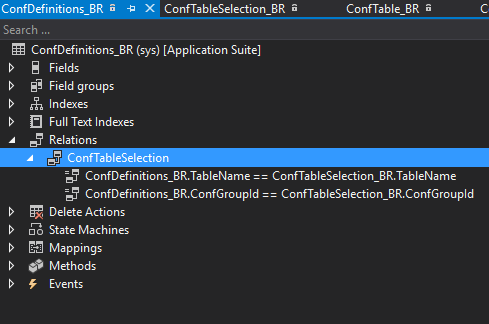 ConfDefinitions_BR ConfTableSelection_BR ConfTable_BR C
Search ...
ConfDefinitions_BR (sys) [Application Suite]
Fields
Field groups
Indexes
Full Text Indexes
Relations
ConfTableSelection
ConfDefinitions_BR.TableName == ConfTableSelection_BR.TableName
ConfDefinitions_BR.ConfGroupId == ConfTableSelection_BR.ConfGroupId
Delete Actions
State Machines
Mappings
Methods
Events